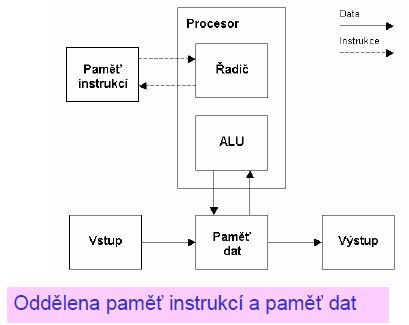 Procesor
Data
Instrukce
Paměť
instrukcí
Řadič
ALU
Vstup
Paměť
dat
Výstup
Oddělena paměť instrukcí a paměť dat